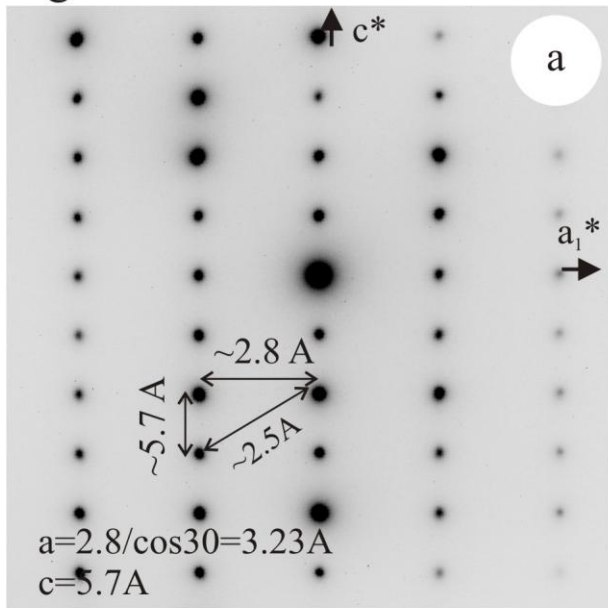 c*
a
a₁*
~2.8 A
~5.7 A
~2.5A
a=2.8/cos30=3.23A
c=5.7A